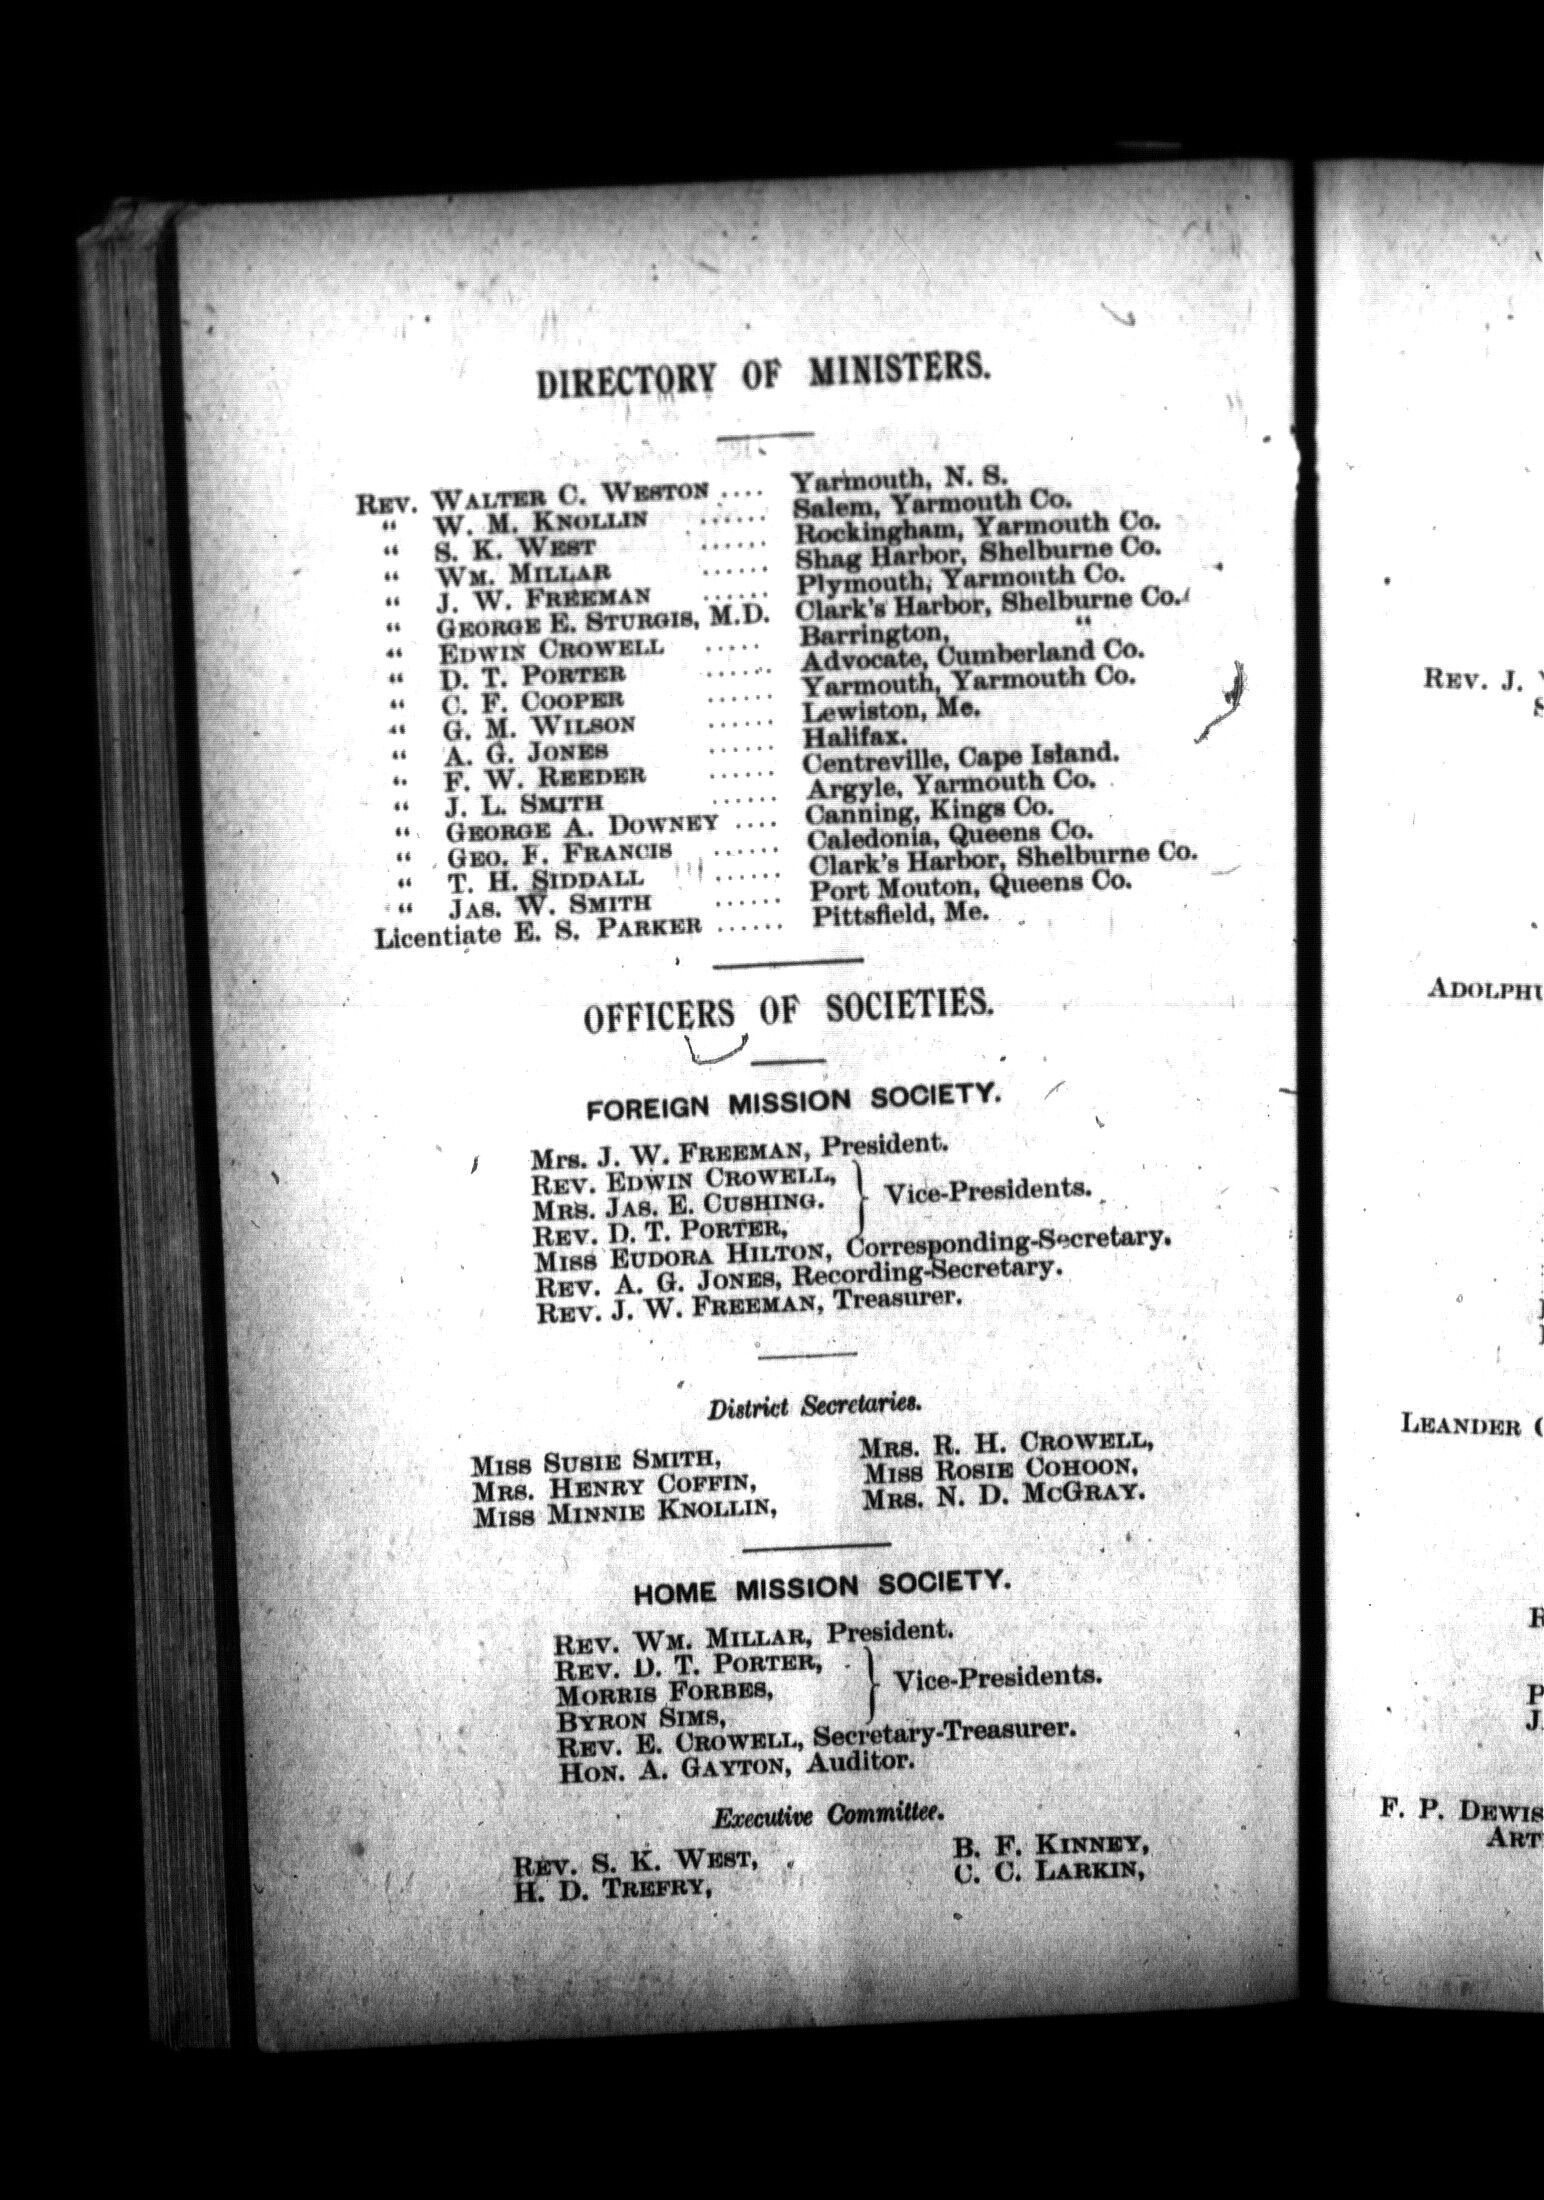 DIRECTORY OF MINISTERS.
REV. WALTER C. WESTON .... Yarmouth, N. S.
“ W. M. KNOLLIN ...... Salem, Yarmouth Co.
“ S. K. WEST ...... Rockingham, Yarmouth Co.
“ WM. MILLAR ...... Shag Harbor, Shelburne Co.
“ J. W. FREEMAN ...... Plymouth, Yarmouth Co.
“ GEORGE E. STURGIS, M.D. Clark's Harbor, Shelburne Co.
“ EDWIN CROWELL ..... Barrington, “
“ D. T. PORTER ...... Advocate, Cumberland Co.
“ C. F. COOPER ...... Yarmouth, Yarmouth Co.
“ G. M. WILSON ...... Lewiston, Me.
“ A. G. JONES ...... Halifax.
“ F. W. REEDER ...... Centreville, Cape Island.
“ J. L. SMITH ...... Argyle, Yarmouth Co.
“ GEORGE A. DOWNEY .... Canning, Kings Co.
“ GEO. F. FRANCIS ...... Caledonia, Queens Co.
“ T. H. SIDDALL ...... Clark's Harbor, Shelburne Co.
“ JAS. W. SMITH ...... Port Mouton, Queens Co.
Licentiate E. S. PARKER ...... Pittsfield, Me.
OFFICERS OF SOCIETIES.
FOREIGN MISSION SOCIETY.
Mrs. J. W. FREEMAN, President.
REV. EDWIN CROWELL,
MRS. JAS. E. CUSHING. } Vice-Presidents.
REV. D. T. PORTER,
MISS EUDORA HILTON, Corresponding-Secretary.
REV. A. G. JONES, Recording-Secretary.
REV. J. W. FREEMAN, Treasurer.
District Secretaries.
MISS SUSIE SMITH, MRS. R. H. CROWELL,
MRS. HENRY COFFIN, MISS ROSIE COHOON,
MISS MINNIE KNOLLIN, MRS. N. D. MCGRAY.
HOME MISSION SOCIETY.
REV. WM. MILLAR, President.
REV. D. T. PORTER,
MORRIS FORBES, } Vice-Presidents.
BYRON SIMS,
REV. E. CROWELL, Secretary-Treasurer.
HON. A. GAYTON, Auditor.
Executive Committee.
REV. S. K. WEST, B. F. KINNEY,
H. D. TREFRY, C. C. LARKIN,
REV. J.
LEANDER
F. P.